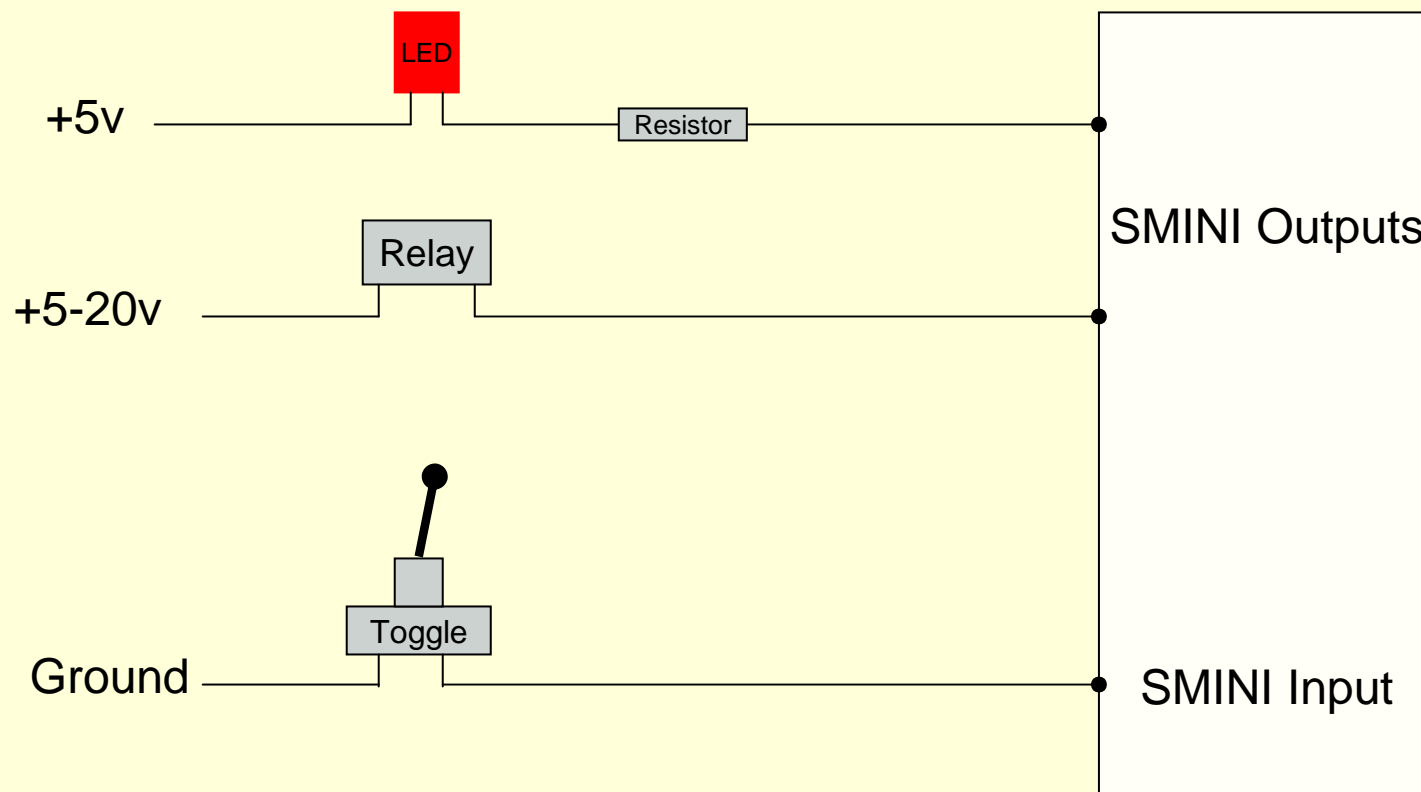 LED
+5v
Resistor
SMINI Outputs
Relay
+5-20v
Toggle
Ground
SMINI Input